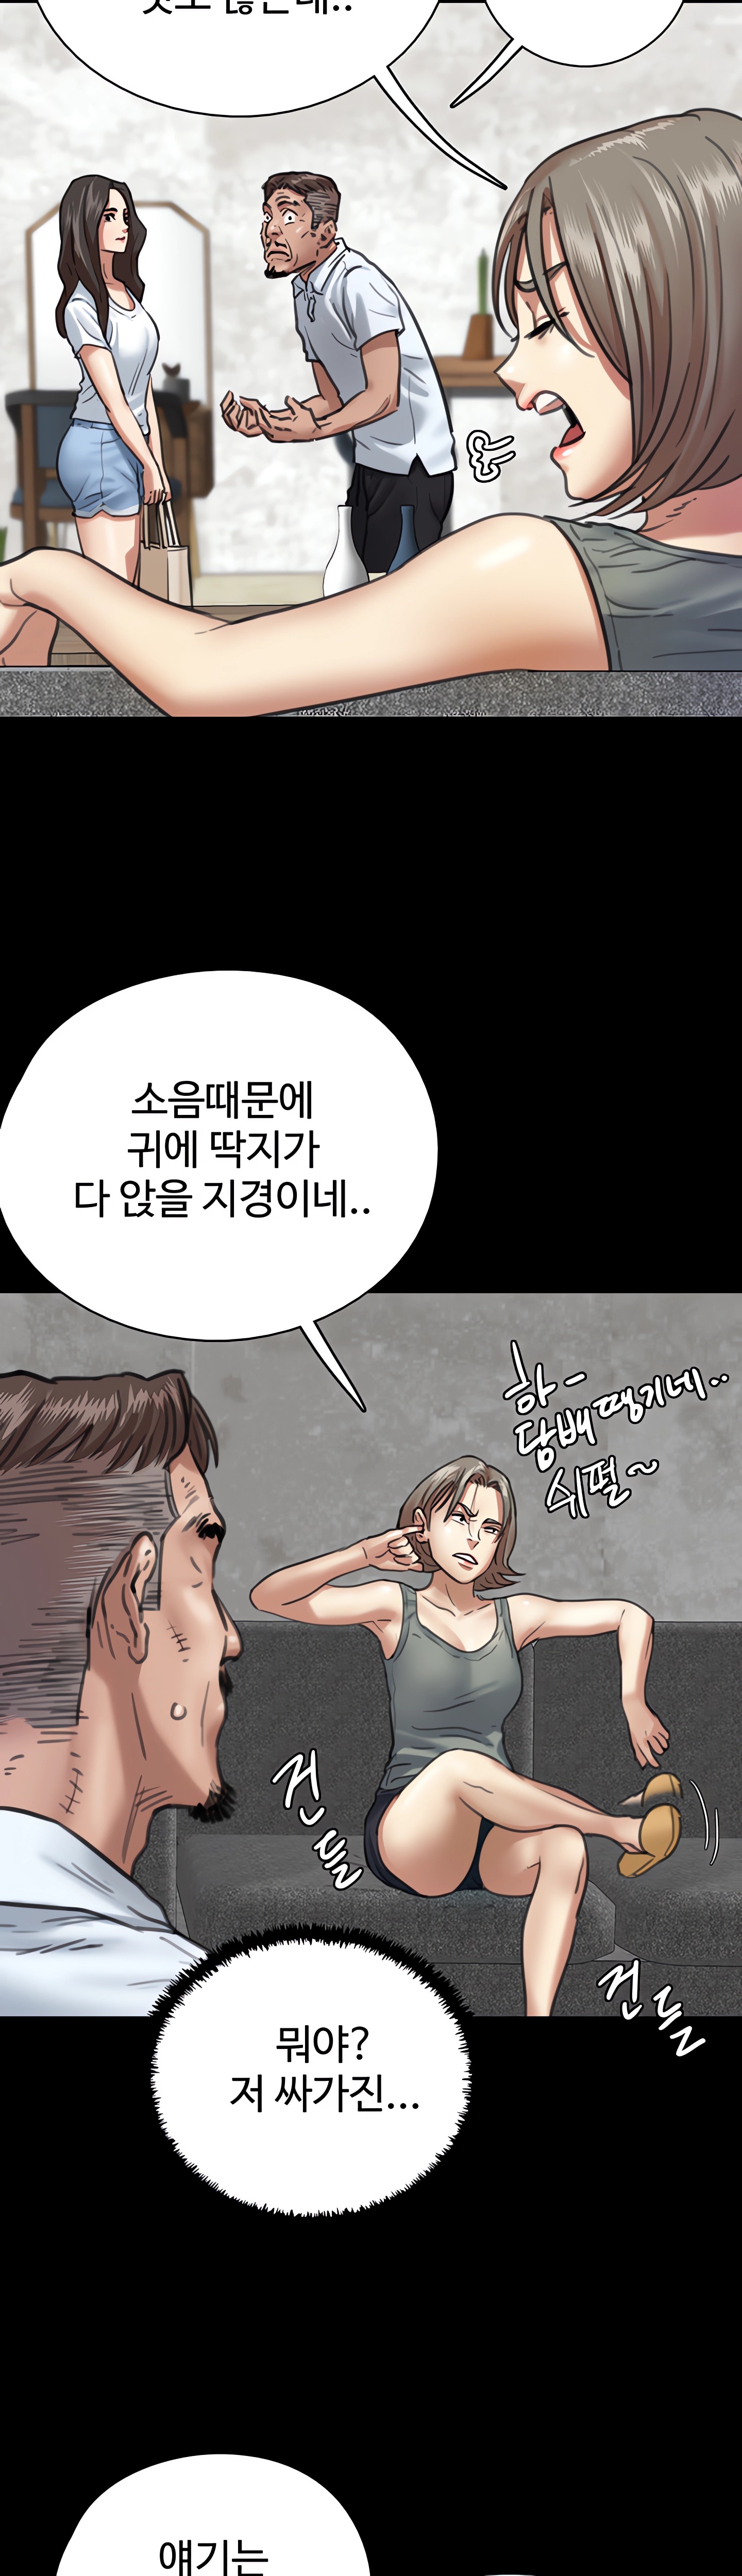 소음때문에
귀에 딱지가
다 앉을 지경이네..
하-
담배땡기네..
쉬펄~
건들
건들
뭐야?
저 싸가진...
얘기는